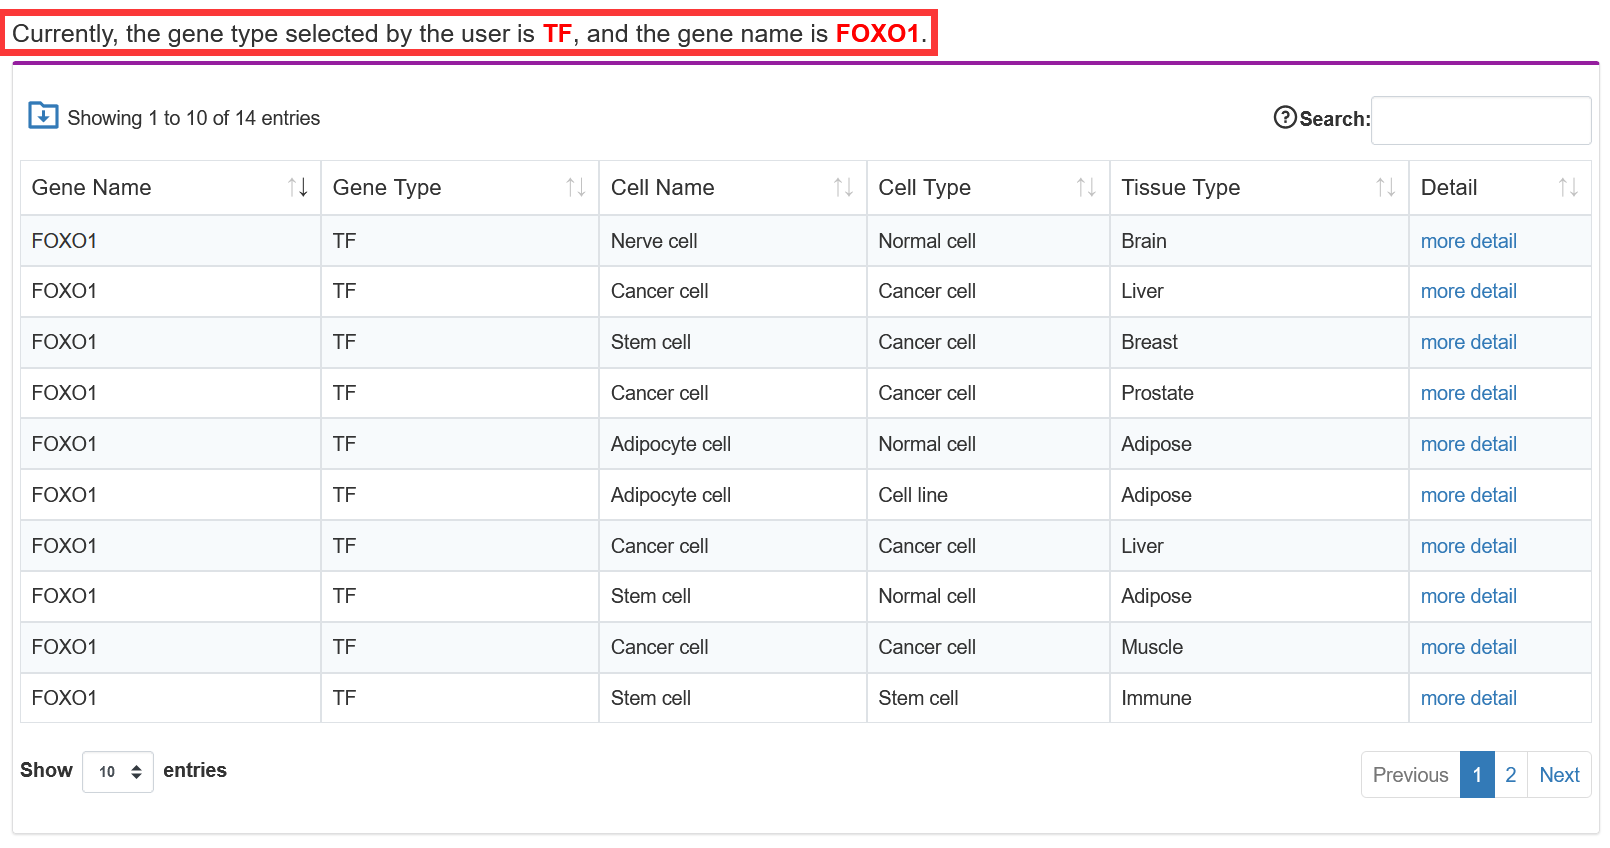 Currently, the gene type selected by the user is TF, and the gene name is FOXO1.
Showing 1 to 10 of 14 entries
Search:
Gene Name Gene Type Cell Name Cell Type Tissue Type Detail
FOXO1 TF Nerve cell Normal cell Brain more detail
FOXO1 TF Cancer cell Cancer cell Liver more detail
FOXO1 TF Stem cell Cancer cell Breast more detail
FOXO1 TF Cancer cell Cancer cell Prostate more detail
FOXO1 TF Adipocyte cell Normal cell Adipose more detail
FOXO1 TF Adipocyte cell Cell line Adipose more detail
FOXO1 TF Cancer cell Cancer cell Liver more detail
FOXO1 TF Stem cell Normal cell Adipose more detail
FOXO1 TF Cancer cell Cancer cell Muscle more detail
FOXO1 TF Stem cell Stem cell Immune more detail
Show 10 entries
Previous 1 2 Next